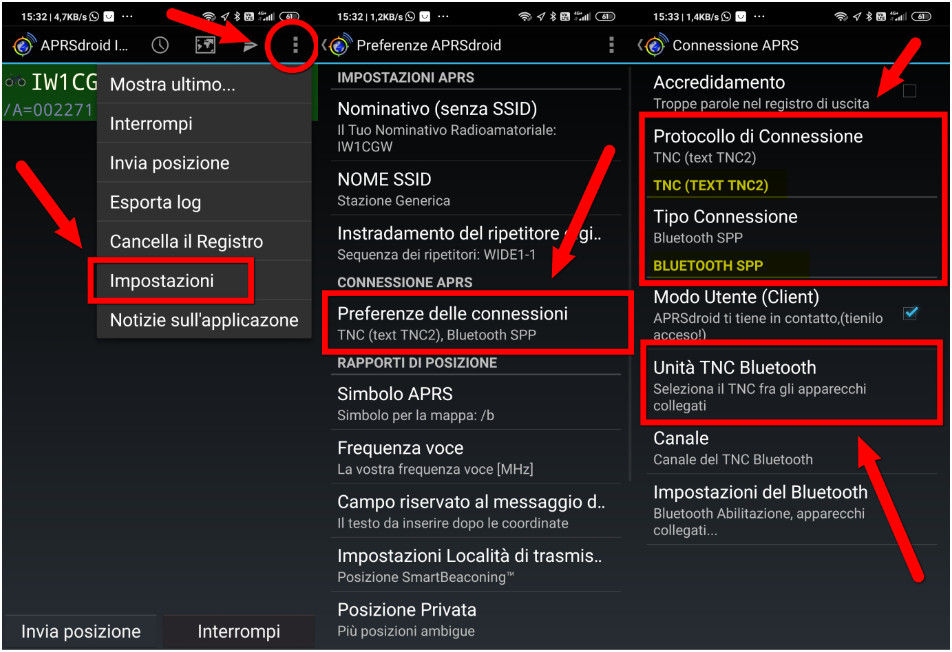 15:32 | 4,7KB/s
61
APRSdroid I...
IW1CG
/A=002271
Mostra ultimo...
Interrompi
Invia posizione
Esporta log
Cancella il Registro
Impostazioni
Notizie sull'applicazone
Invia posizione
Interrompi
15:32 | 1,2KB/s
61
Preferenze APRSdroid
IMPOSTAZIONI APRS
Nominativo (senza SSID)
Il Tuo Nominativo Radioamatoriale:
IW1CGW
NOME SSID
Stazione Generica
Instradamento del ripetitore gi..
Sequenza dei ripetitori: WIDE1-1
CONNESSIONE APRS
Preferenze delle connessioni
TNC (text TNC2), Bluetooth SPP
RAPPORTI DI POSIZIONE
Simbolo APRS
Simbolo per la mappa: /b
Frequenza voce
La vostra frequenza voce [MHz]
Campo riservato al messaggio d..
Il testo da inserire dopo le coordinate
Impostazioni Località di trasmis..
Posizione SmartBeaconing™
Posizione Privata
Più posizioni ambigue
15:33 | 1,4KB/s
61
Connessione APRS
Accredidamento
Troppe parole nel registro di uscita
Protocollo di Connessione
TNC (text TNC2)
TNC (TEXT TNC2)
Tipo Connessione
Bluetooth SPP
BLUETOOTH SPP
Modo Utente (Client)
APRSdroid ti tiene in contatto,(tienilo
acceso!)
Unità TNC Bluetooth
Seleziona il TNC fra gli apparecchi
collegati
Canale
Canale del TNC Bluetooth
Impostazioni del Bluetooth
Bluetooth Abilitazione, apparecchi
collegati...